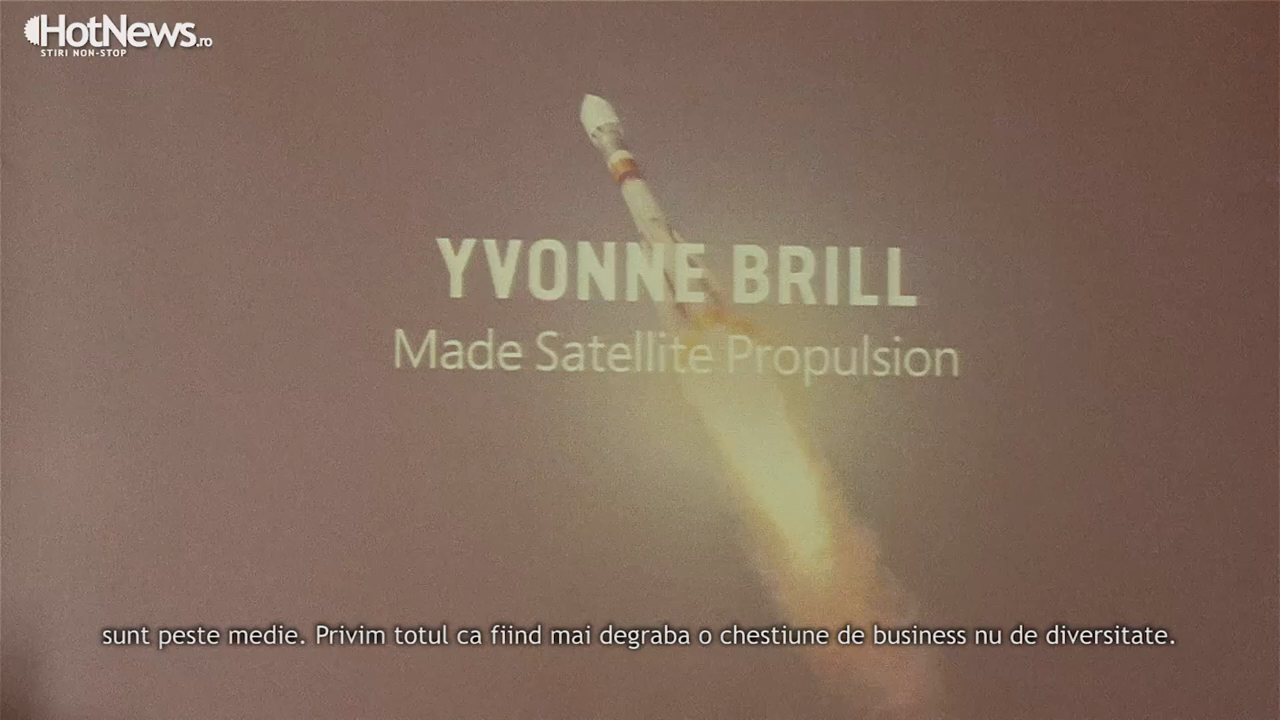 HotNews.ro
STIRI NON-STOP
YVONNE BRILL
Made Satellite Propulsion
sunt peste medie. Privim totul ca fiind mai degraba o chestiune de business nu de diversitate.